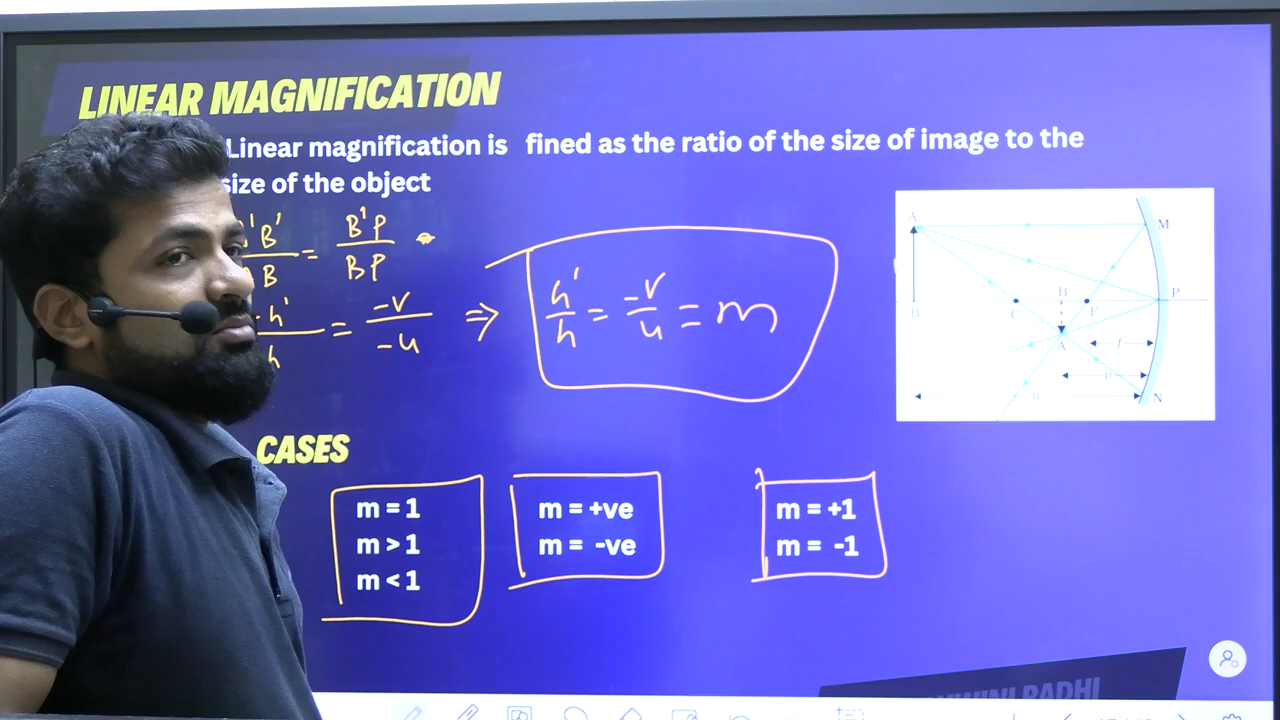 LINEAR MAGNIFICATION
Linear magnification is fined as the ratio of the size of image to the
size of the object
'B' / B = B'P / BP
-h' / h = -v / -u ⇒ h' / h = -v / u = m
A M
B C B F P
A f
v
u N
CASES
m = 1
m > 1
m < 1
m = +ve
m = -ve
m = +1
m = -1
PADHI